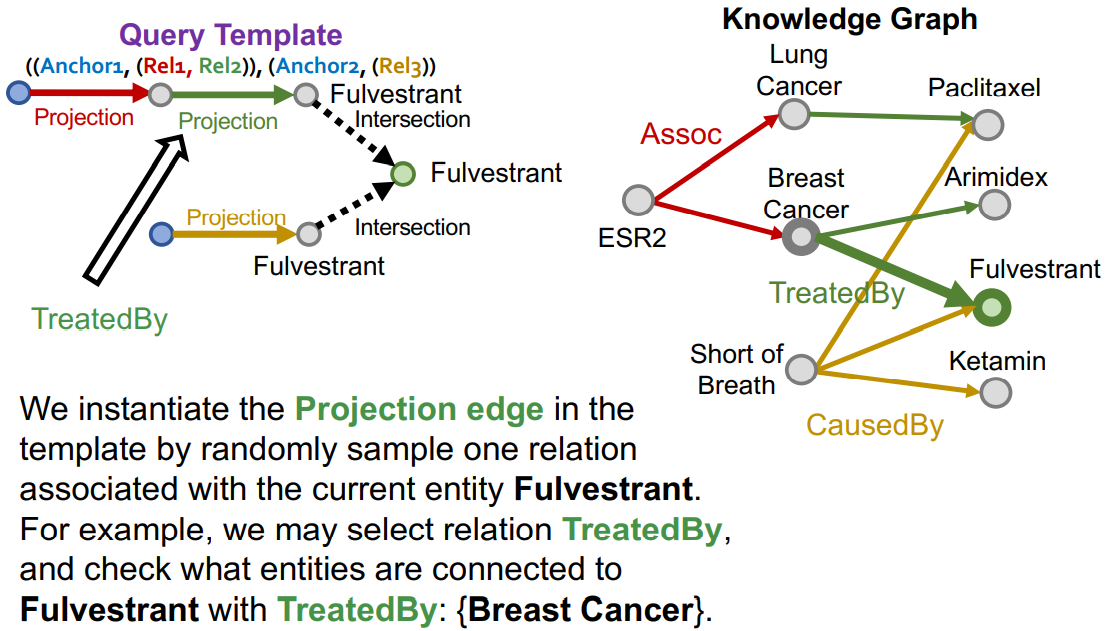 Query Template
((Anchor1, (Rel1, Rel2)), (Anchor2, (Rel3))
Projection
Projection
Fulvestrant
Intersection
Fulvestrant
Projection
Intersection
Fulvestrant
TreatedBy
Knowledge Graph
Lung
Cancer
Paclitaxel
Assoc
Breast
Cancer
Arimidex
ESR2
Fulvestrant
TreatedBy
Short of
Breath
Ketamin
CausedBy
We instantiate the Projection edge in the
template by randomly sample one relation
associated with the current entity Fulvestrant.
For example, we may select relation TreatedBy,
and check what entities are connected to
Fulvestrant with TreatedBy: {Breast Cancer}.